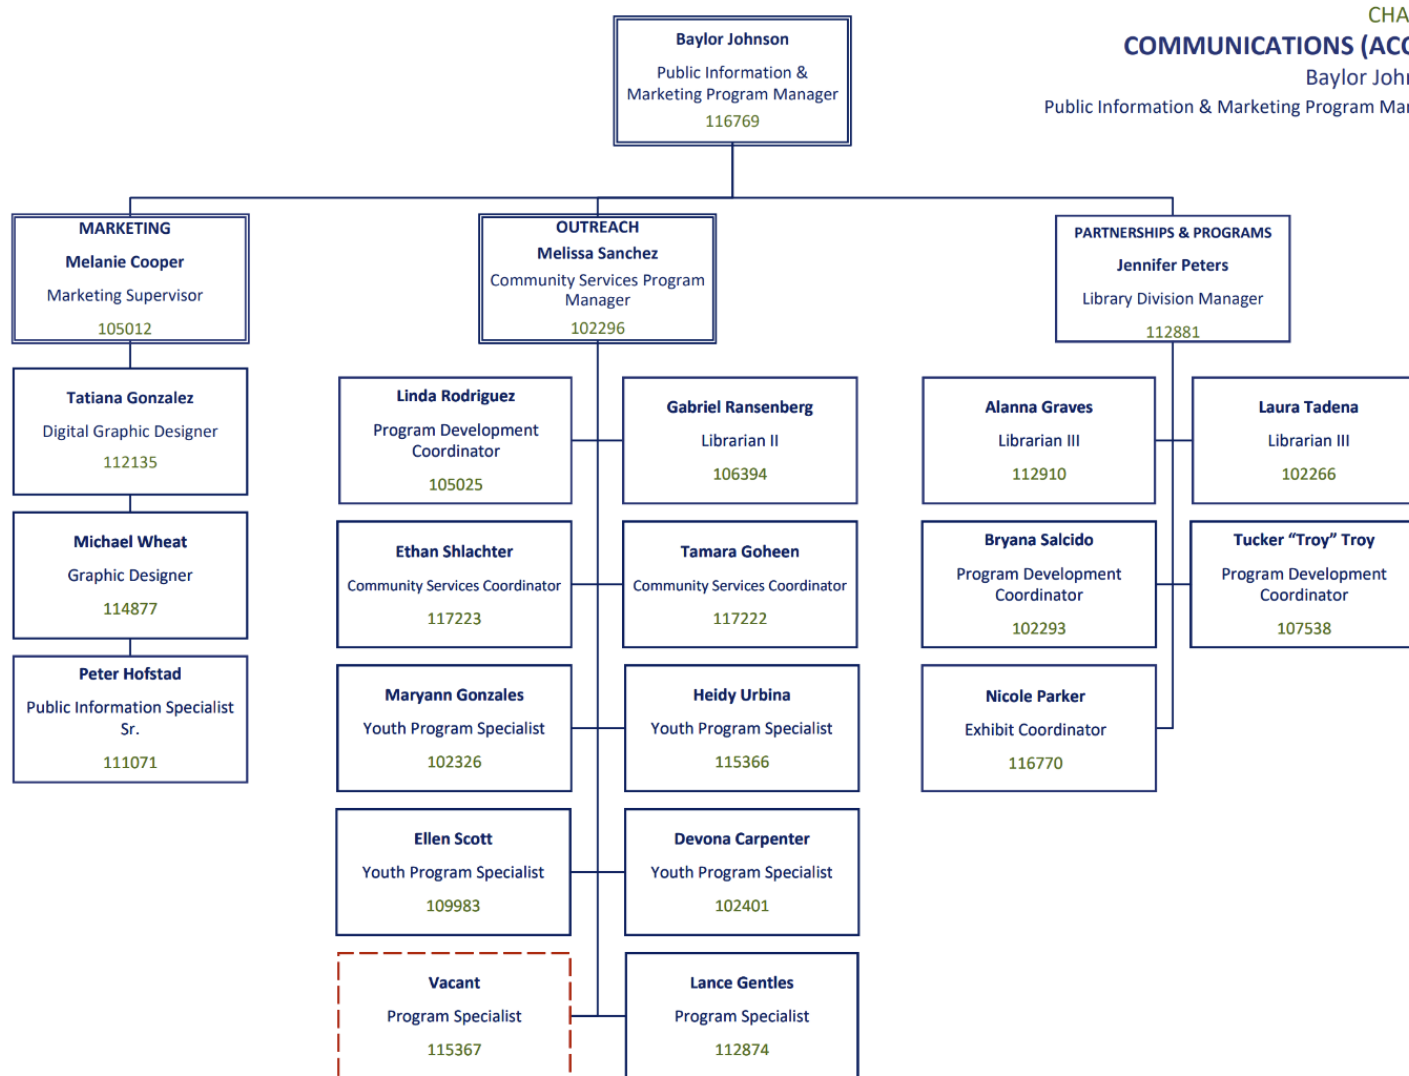 CHA
COMMUNICATIONS (ACC
Baylor John
Public Information & Marketing Program Man
Baylor Johnson
Public Information &
Marketing Program Manager
116769
MARKETING
Melanie Cooper
Marketing Supervisor
105012
Tatiana Gonzalez
Digital Graphic Designer
112135
Michael Wheat
Graphic Designer
114877
Peter Hofstad
Public Information Specialist
Sr.
111071
OUTREACH
Melissa Sanchez
Community Services Program
Manager
102296
Linda Rodriguez
Program Development
Coordinator
105025
Gabriel Ransenberg
Librarian II
106394
Ethan Shlachter
Community Services Coordinator
117223
Tamara Goheen
Community Services Coordinator
117222
Maryann Gonzales
Youth Program Specialist
102326
Heidy Urbina
Youth Program Specialist
115366
Ellen Scott
Youth Program Specialist
109983
Devona Carpenter
Youth Program Specialist
102401
Vacant
Program Specialist
115367
Lance Gentles
Program Specialist
112874
PARTNERSHIPS & PROGRAMS
Jennifer Peters
Library Division Manager
112881
Alanna Graves
Librarian III
112910
Laura Tadena
Librarian III
102266
Bryana Salcido
Program Development
Coordinator
102293
Tucker “Troy” Troy
Program Development
Coordinator
107538
Nicole Parker
Exhibit Coordinator
116770